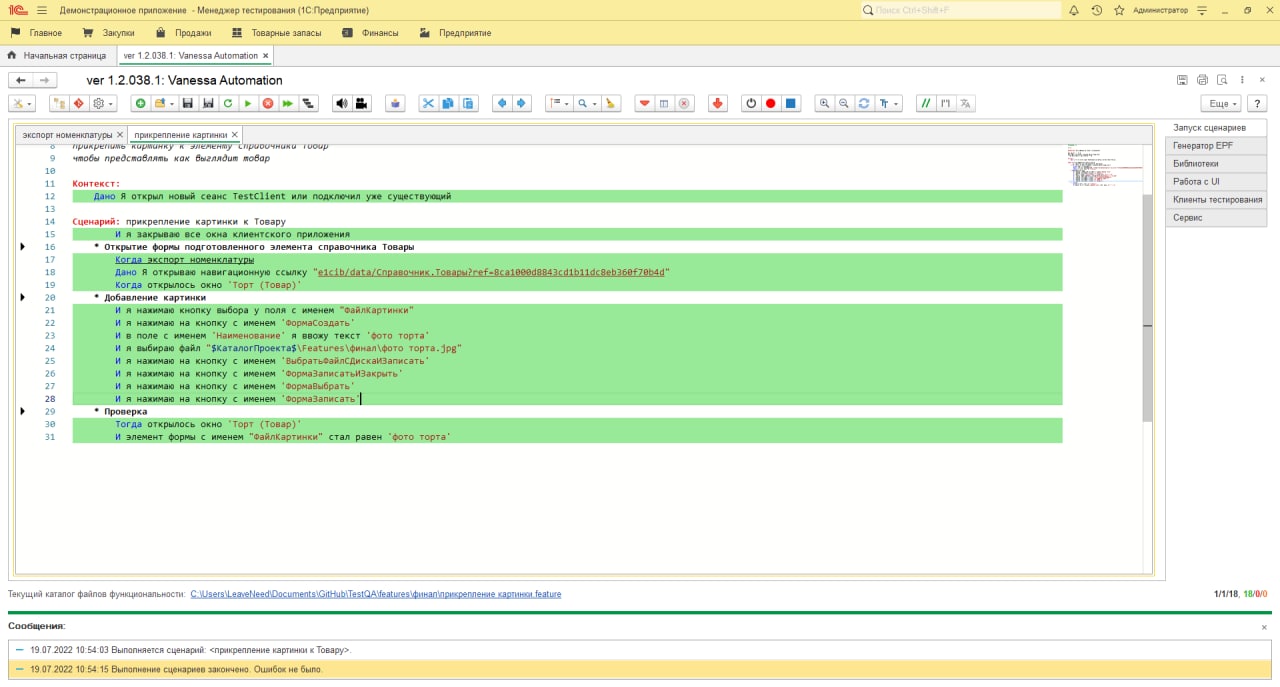 1С Демонстрационное приложение - Менеджер тестирования (1С:Предприятие) Поиск Ctrl+Shift+F Администратор
Главное Закупки Продажи Товарные запасы Финансы Предприятие
Начальная страница ver 1.2.038.1: Vanessa Automation ×
ver 1.2.038.1: Vanessa Automation
Еще ?
экспорт номенклатуры × прикрепление картинки ×
8 прикрепить картинку к элементу справочника Товар
9 чтобы представлять как выглядит товар
10
11 Контекст:
12 Дано Я открыл новый сеанс TestClient или подключил уже существующий
13
14 Сценарий: прикрепление картинки к Товару
15 И я закрываю все окна клиентского приложения
16 * Открытие формы подготовленного элемента справочника Товары
17 Когда экспорт номенклатуры
18 Дано Я открываю навигационную ссылку "e1cib/data/Справочник.Товары?ref=8ca1000d8843cd1b11dc8eb360f70b4d"
19 Когда открылось окно 'Торт (Товар)'
20 * Добавление картинки
21 И я нажимаю кнопку выбора у поля с именем "ФайлКартинки"
22 И я нажимаю на кнопку с именем 'ФормаСоздать'
23 И в поле с именем 'Наименование' я ввожу текст 'фото торта'
24 И я выбираю файл "$КаталогПроекта$\Features\финал\фото торта.jpg"
25 И я нажимаю на кнопку с именем 'ВыбратьФайлСДискаИЗаписать'
26 И я нажимаю на кнопку с именем 'ФормаЗаписатьИЗакрыть'
27 И я нажимаю на кнопку с именем 'ФормаВыбрать'
28 И я нажимаю на кнопку с именем 'ФормаЗаписать'
29 * Проверка
30 Тогда открылось окно 'Торт (Товар)'
31 И элемент формы с именем "ФайлКартинки" стал равен 'фото торта'
Запуск сценариев
Генератор EPF
Библиотеки
Работа с UI
Клиенты тестирования
Сервис
Текущий каталог файлов функциональности: C:\Users\LeaveNeed\Documents\GitHub\TestQA\features\финал\прикрепление картинки.feature 1/1/18, 18/0/0
Сообщения:
19.07.2022 10:54:03 Выполняется сценарий: <прикрепление картинки к Товару>.
19.07.2022 10:54:15 Выполнение сценариев закончено. Ошибок не было.